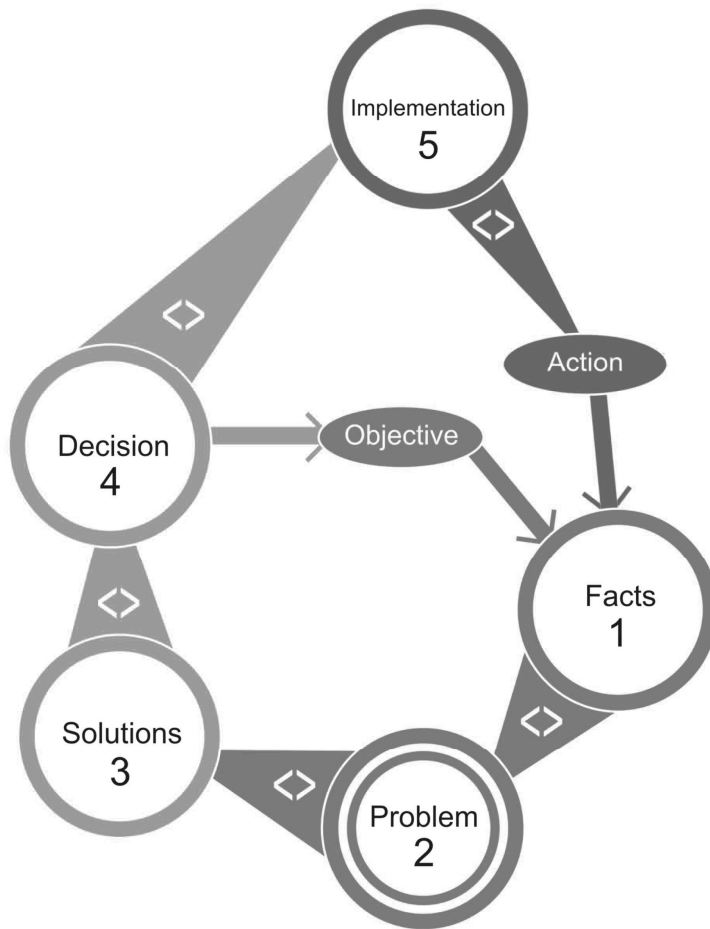 Implementation
5
<>
<>
Action
Decision
4
Objective
Facts
1
<>
<>
Solutions
3
<>
Problem
2